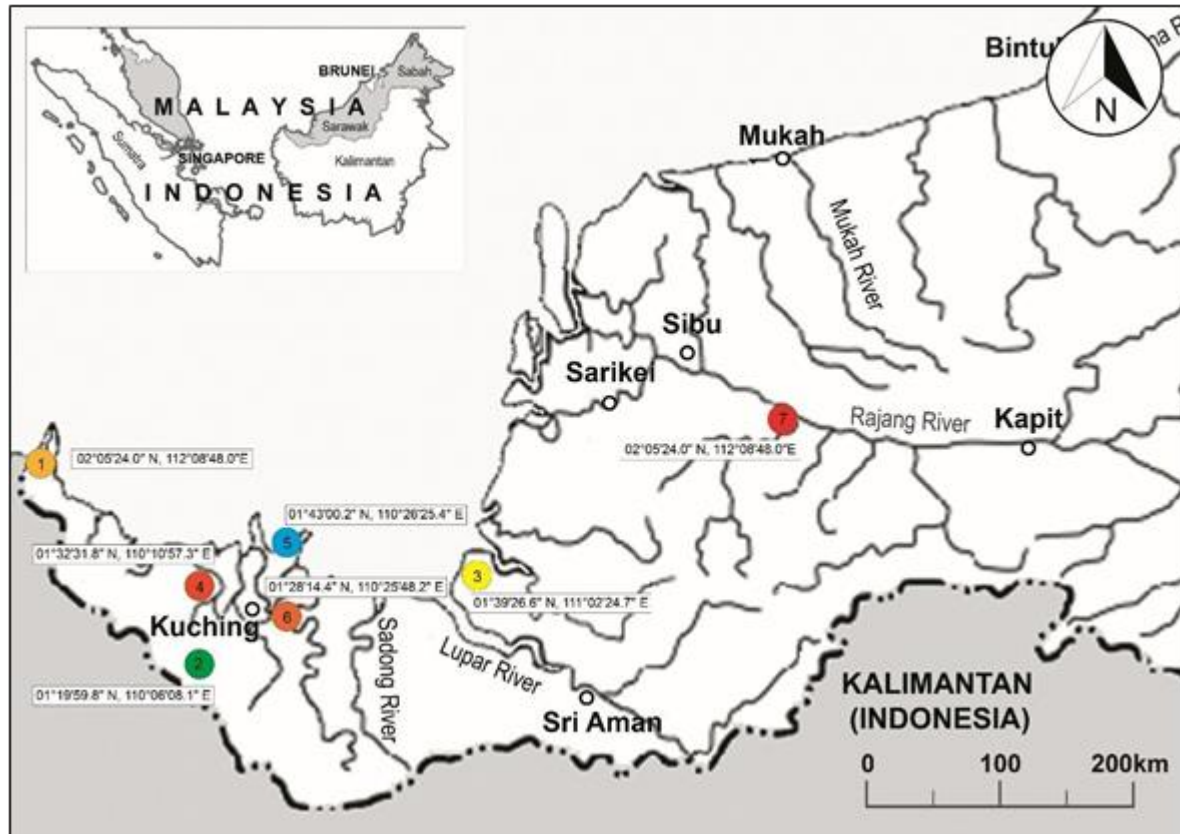 BRUNEI
Sabah
MALAYSIA
Sarawak
Sumatra
SINGAPORE
Kalimantan
INDONESIA
N
Mukah
Mukah River
Sibu
Sarikei
7
Rajang River
Kapit
02°05'24.0" N, 112°08'48.0"E
1
02°05'24.0" N, 112°08'48.0"E
01°43'00.2" N, 110°26'25.4" E
5
01°32'31.8" N, 110°10'57.3" E
4
01°28'14.4" N, 110°25'48.2" E
3
01°39'26.6" N, 111°02'24.7" E
Kuching
6
2
01°19'59.8" N, 110°06'08.1" E
Sadong River
Lupar River
Sri Aman
KALIMANTAN
(INDONESIA)
0 100 200km